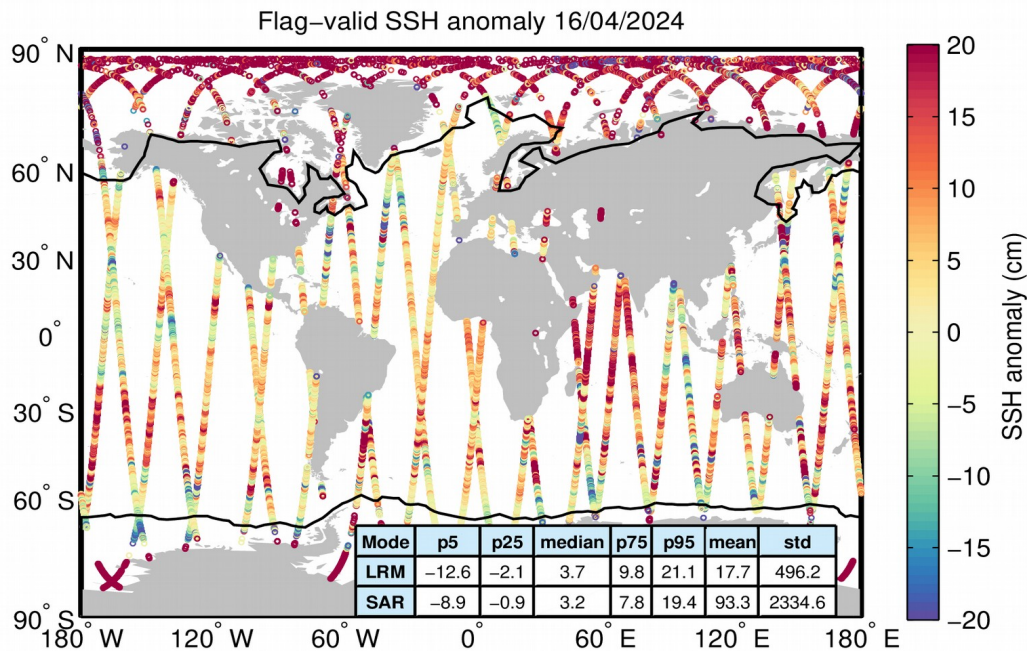 Flag−valid SSH anomaly 16/04/2024
90° N
60° N
30° N
0°
30° S
60° S
90° S
180° W
120° W
60° W
0°
60° E
120° E
180° E
Mode p5 p25 median p75 p95 mean std
LRM −12.6 −2.1 3.7 9.8 21.1 17.7 496.2
SAR −8.9 −0.9 3.2 7.8 19.4 93.3 2334.6
20
15
10
5
0
−5
−10
−15
−20
SSH anomaly (cm)